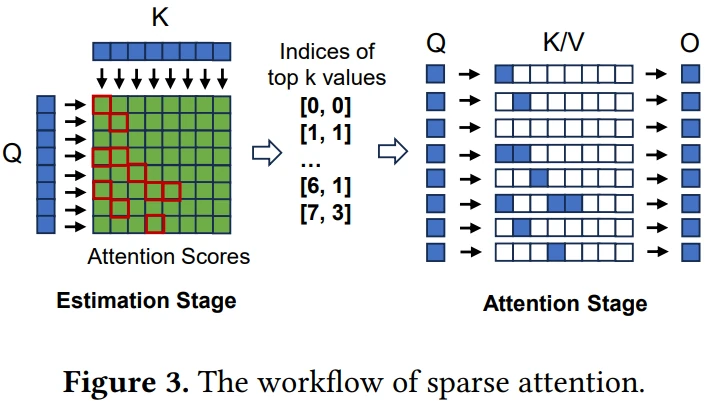 K
Q
Attention Scores
Estimation Stage
Indices of
top k values
[0, 0]
[1, 1]
...
[6, 1]
[7, 3]
Q K/V O
Attention Stage
Figure 3. The workflow of sparse attention.